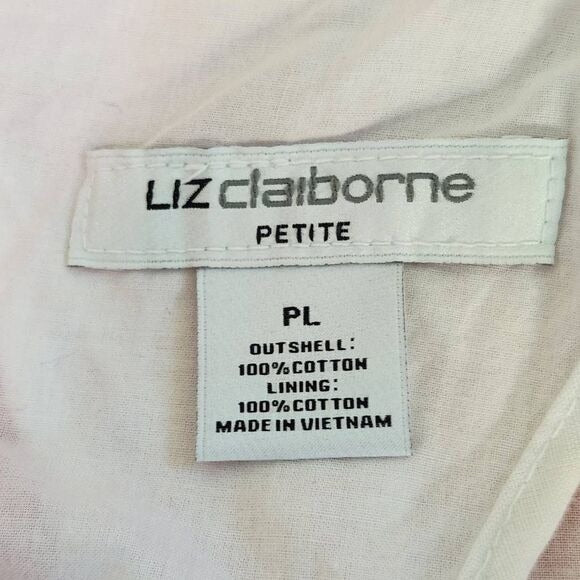 LIZ claiborne
PETITE
PL
OUTSHELL:
100% COTTON
LINING:
100% COTTON
MADE IN VIETNAM